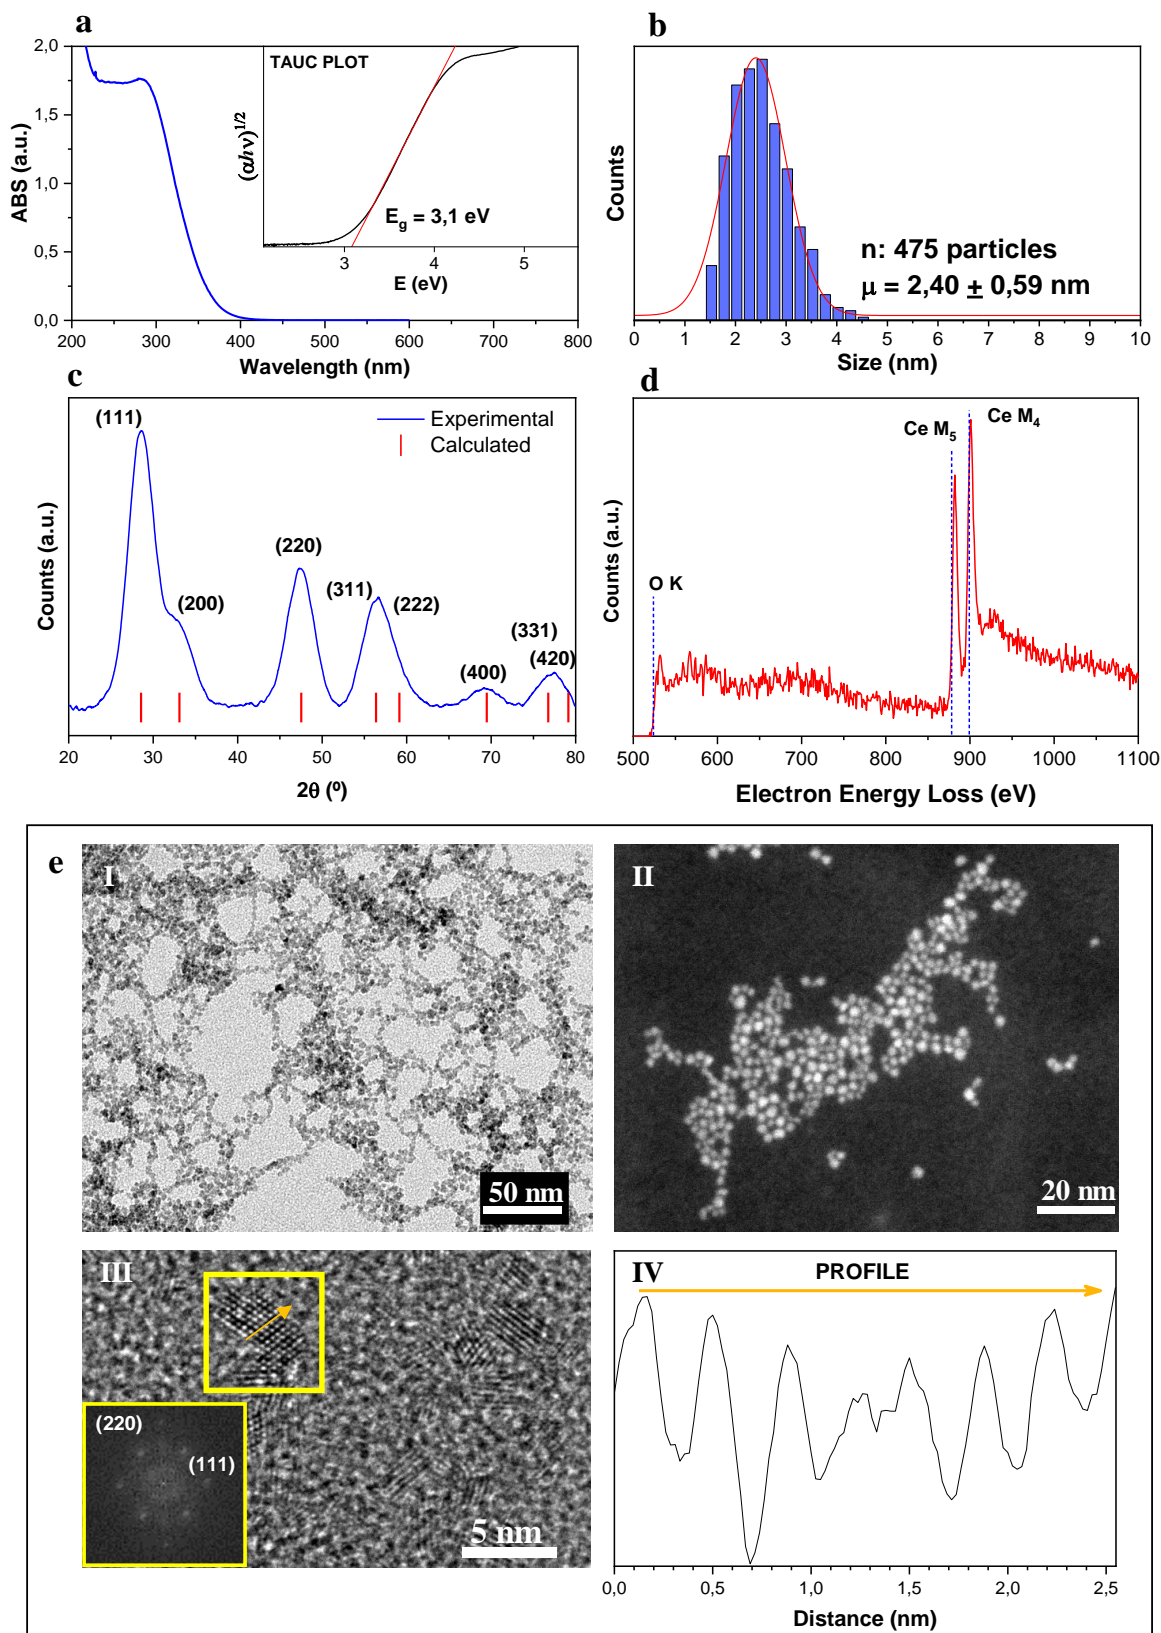 a
2,0
1,5
1,0
0,5
0,0
ABS (a.u.)
200 300 400 500 600 700 800
Wavelength (nm)
TAUC PLOT
(αhν)1/2
Eg = 3,1 eV
3 4 5
E (eV)
b
Counts
n: 475 particles
μ = 2,40 ± 0,59 nm
0 1 2 3 4 5 6 7 8 9 10
Size (nm)
c
Counts (a.u.)
(111)
(200)
(220)
(311)
(222)
(400)
(331)
(420)
Experimental
Calculated
20 30 40 50 60 70 80
2θ (º)
d
Counts (a.u.)
O K
Ce M5
Ce M4
500 600 700 800 900 1000 1100
Electron Energy Loss (eV)
e
I
50 nm
II
20 nm
III
(220)
(111)
5 nm
IV
PROFILE
0,0 0,5 1,0 1,5 2,0 2,5
Distance (nm)